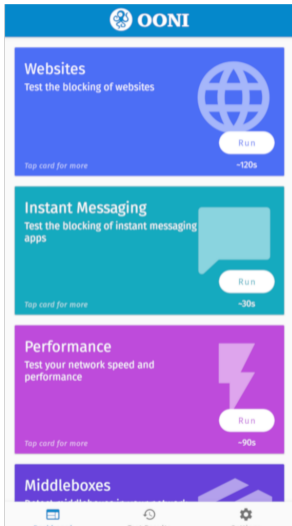 OONI
Websites
Test the blocking of websites
Run
Tap card for more
~120s
Instant Messaging
Test the blocking of instant messaging
apps
Run
Tap card for more
~30s
Performance
Test your network speed and
performance
Run
Tap card for more
~90s
Middleboxes